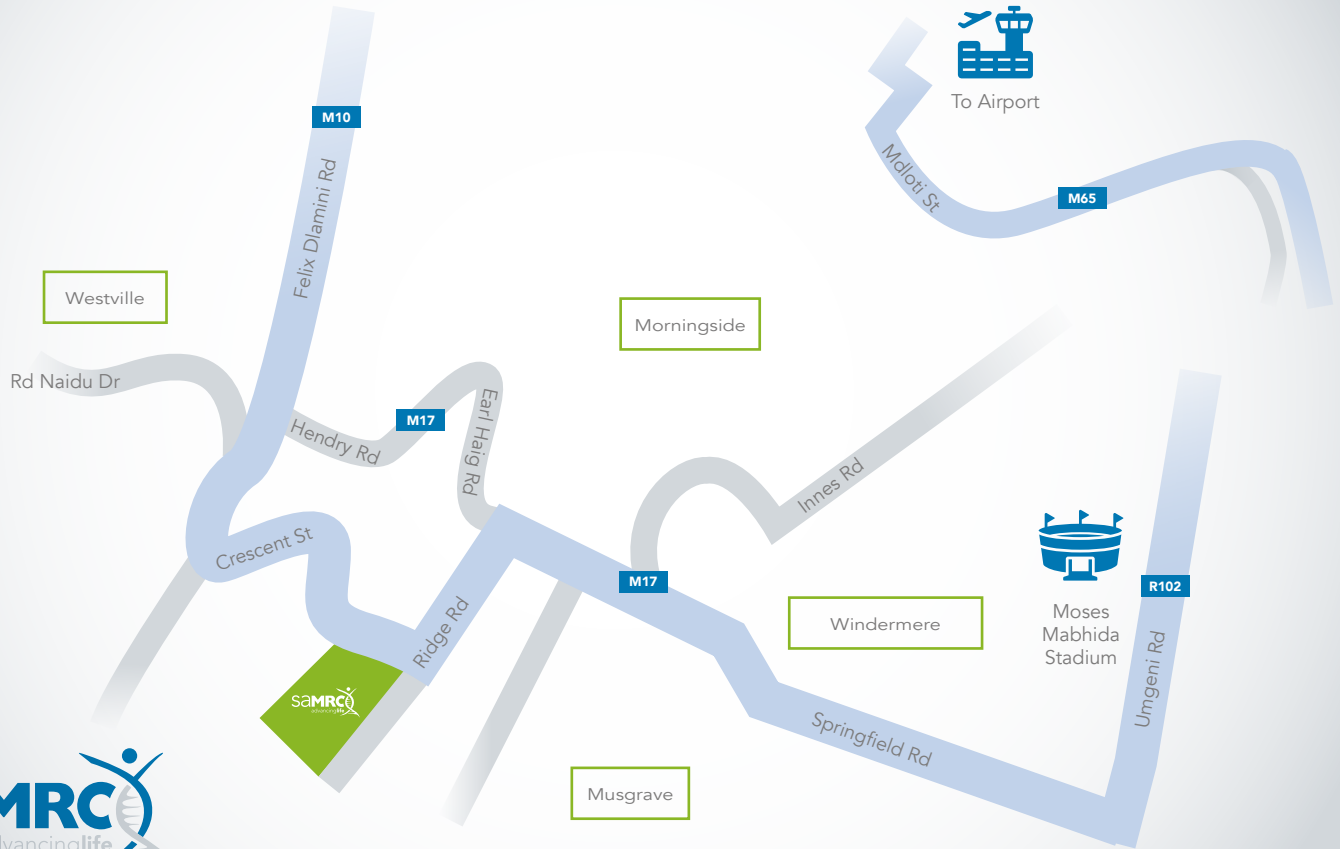 To Airport
M10
Felix Dlamini Rd
Mdloti St
M65
Westville
Morningside
Rd Naidu Dr
Hendry Rd
M17
Earl Haig Rd
Innes Rd
Crescent St
M17
R102
Moses
Mabhida
Stadium
Ridge Rd
Windermere
Umgeni Rd
saMRC
advancinglife
Springfield Rd
Musgrave
MRC
dvancinglife